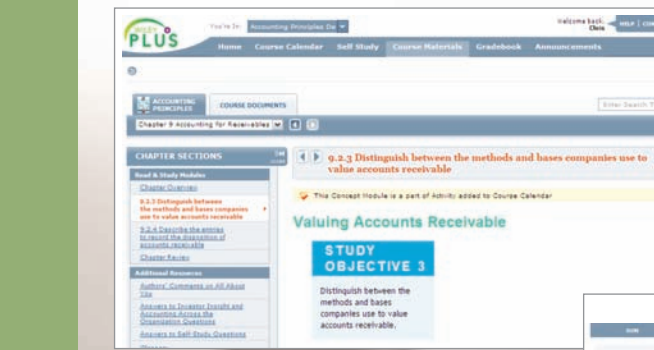 WILEY
PLUS
You're In: Accounting Principles De
Welcome back,
Chris
HELP | CON
Home Course Calendar Self Study Course Materials Gradebook Announcements
ACCOUNTING
PRINCIPLES
COURSE DOCUMENTS
Enter Search T
Chapter 9 Accounting for Receivables
CHAPTER SECTIONS
Read & Study Modules
Chapter Overview
9.2.3 Distinguish between
the methods and bases companies
use to value accounts receivable
9.2.4 Describe the entries
to record the disposition of
accounts receivable
Chapter Review
Additional Resources
Authors' Comments on All About
You
Answers to Investor Insight and
Accounting Across the
Organization Questions
Answers to Self-Study Questions
9.2.3 Distinguish between the methods and bases companies use to
value accounts receivable
This Concept Module is a part of Activity added to Course Calendar
Valuing Accounts Receivable
STUDY
OBJECTIVE 3
Distinguish between the
methods and bases
companies use to value
accounts receivable.